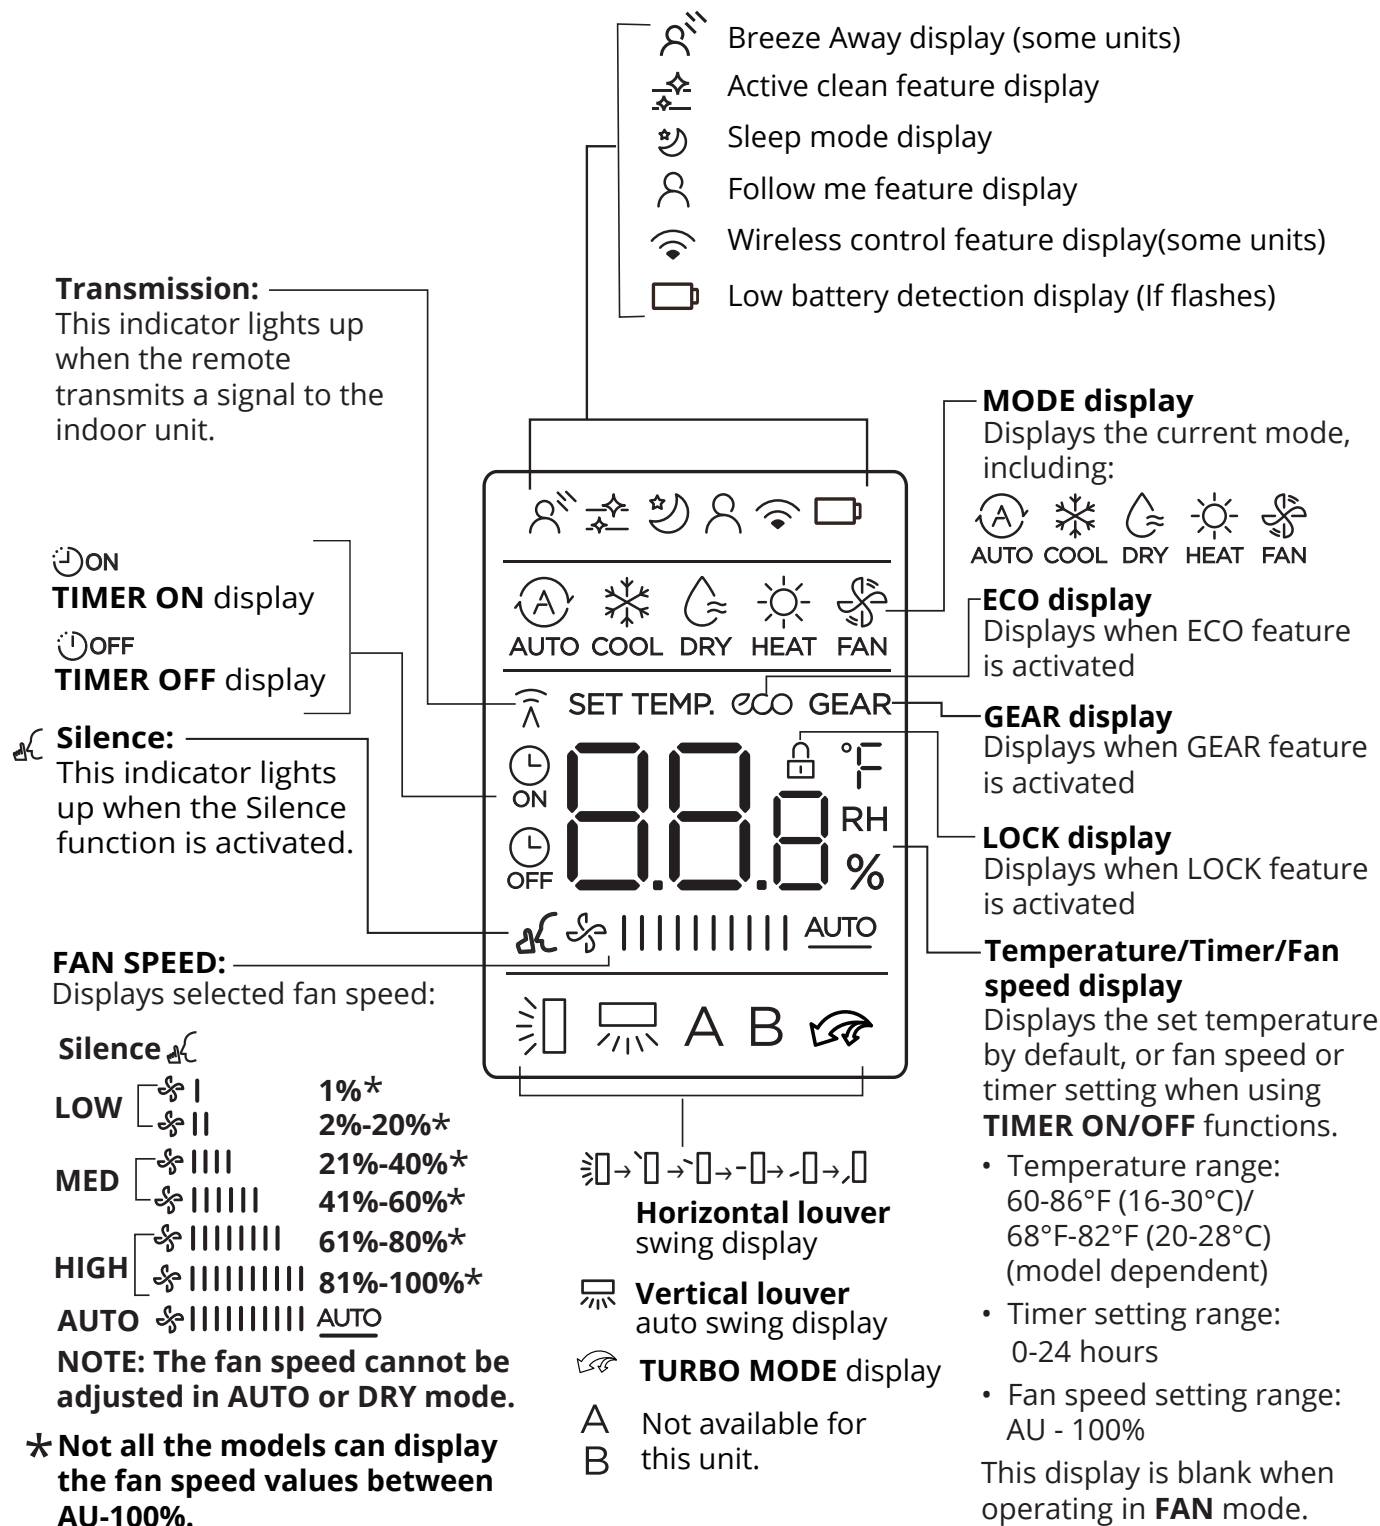 Breeze Away display (some units)
Active clean feature display
Sleep mode display
Follow me feature display
Wireless control feature display(some units)
Low battery detection display (If flashes)
Transmission:
This indicator lights up
when the remote
transmits a signal to the
indoor unit.
ON
TIMER ON display
OFF
TIMER OFF display
Silence:
This indicator lights
up when the Silence
function is activated.
FAN SPEED:
Displays selected fan speed:
Silence
LOW
1%*
2%-20%*
MED
21%-40%*
41%-60%*
HIGH
61%-80%*
81%-100%*
AUTO AUTO
NOTE: The fan speed cannot be
adjusted in AUTO or DRY mode.
* Not all the models can display
the fan speed values between
AU-100%.
A
AUTO COOL DRY HEAT FAN
SET TEMP. eco GEAR
ON
OFF
88.8.
°F
RH
%
AUTO
A B
Horizontal louver
swing display
Vertical louver
auto swing display
TURBO MODE display
A
B
Not available for
this unit.
MODE display
Displays the current mode,
including:
A
AUTO COOL DRY HEAT FAN
ECO display
Displays when ECO feature
is activated
GEAR display
Displays when GEAR feature
is activated
LOCK display
Displays when LOCK feature
is activated
Temperature/Timer/Fan
speed display
Displays the set temperature
by default, or fan speed or
timer setting when using
TIMER ON/OFF functions.
• Temperature range:
60-86°F (16-30°C)/
68°F-82°F (20-28°C)
(model dependent)
• Timer setting range:
0-24 hours
• Fan speed setting range:
AU - 100%
This display is blank when
operating in FAN mode.